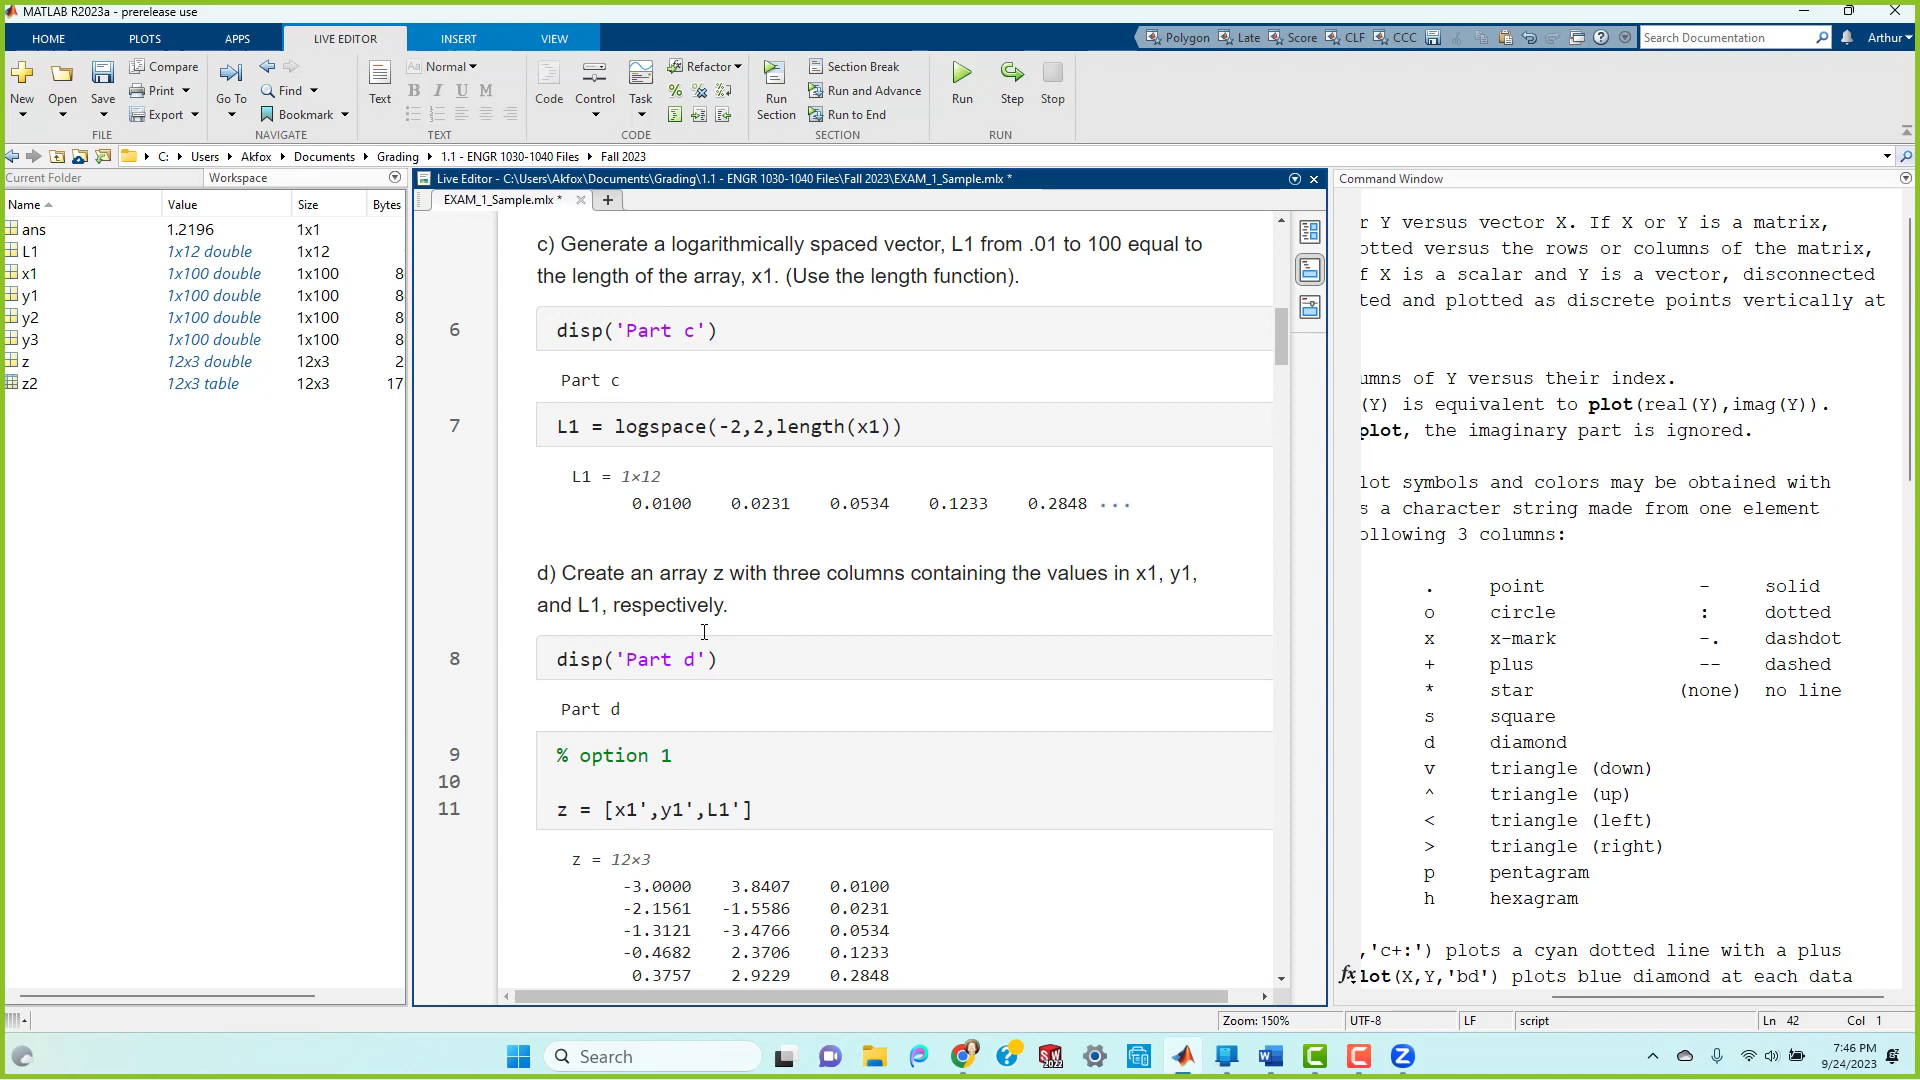 MATLAB R2023a - prerelease use
HOME PLOTS APPS LIVE EDITOR INSERT VIEW Polygon Late Score CLF CCC Search Documentation Arthur
New Open Save Compare Print Export
FILE
Go To Find Bookmark
NAVIGATE
Text Aa Normal B I U M
TEXT
Code Control Task Refactor
CODE
Run Section Section Break Run and Advance Run to End
SECTION
Run Step Stop
RUN
C: Users Akfox Documents Grading 1.1 - ENGR 1030-1040 Files Fall 2023
Current Folder Workspace
Name Value Size Bytes
ans 1.2196 1x1
L1 1x12 double 1x12
x1 1x100 double 1x100 8
y1 1x100 double 1x100 8
y2 1x100 double 1x100 8
y3 1x100 double 1x100 8
z 12x3 double 12x3 2
z2 12x3 table 12x3 17
Live Editor - C:\Users\Akfox\Documents\Grading\1.1 - ENGR 1030-1040 Files\Fall 2023\EXAM_1_Sample.mlx *
EXAM_1_Sample.mlx *
c) Generate a logarithmically spaced vector, L1 from .01 to 100 equal to
the length of the array, x1. (Use the length function).
6 disp('Part c')
Part c
7 L1 = logspace(-2,2,length(x1))
L1 = 1×12
0.0100 0.0231 0.0534 0.1233 0.2848 ...
d) Create an array z with three columns containing the values in x1, y1,
and L1, respectively.
8 disp('Part d')
Part d
9 % option 1
10
11 z = [x1',y1',L1']
z = 12×3
-3.0000 3.8407 0.0100
-2.1561 -1.5586 0.0231
-1.3121 -3.4766 0.0534
-0.4682 2.3706 0.1233
0.3757 2.9229 0.2848
Command Window
r Y versus vector X. If X or Y is a matrix,
otted versus the rows or columns of the matrix,
f X is a scalar and Y is a vector, disconnected
ted and plotted as discrete points vertically at
umns of Y versus their index.
(Y) is equivalent to plot(real(Y),imag(Y)).
plot, the imaginary part is ignored.
lot symbols and colors may be obtained with
s a character string made from one element
ollowing 3 columns:
. point - solid
o circle : dotted
x x-mark -. dashdot
+ plus -- dashed
* star (none) no line
s square
d diamond
v triangle (down)
^ triangle (up)
< triangle (left)
> triangle (right)
p pentagram
h hexagram
,'c+:') plots a cyan dotted line with a plus
fx lot(X,Y,'bd') plots blue diamond at each data
Zoom: 150% UTF-8 LF script Ln 42 Col 1
Search
7:46 PM
9/24/2023